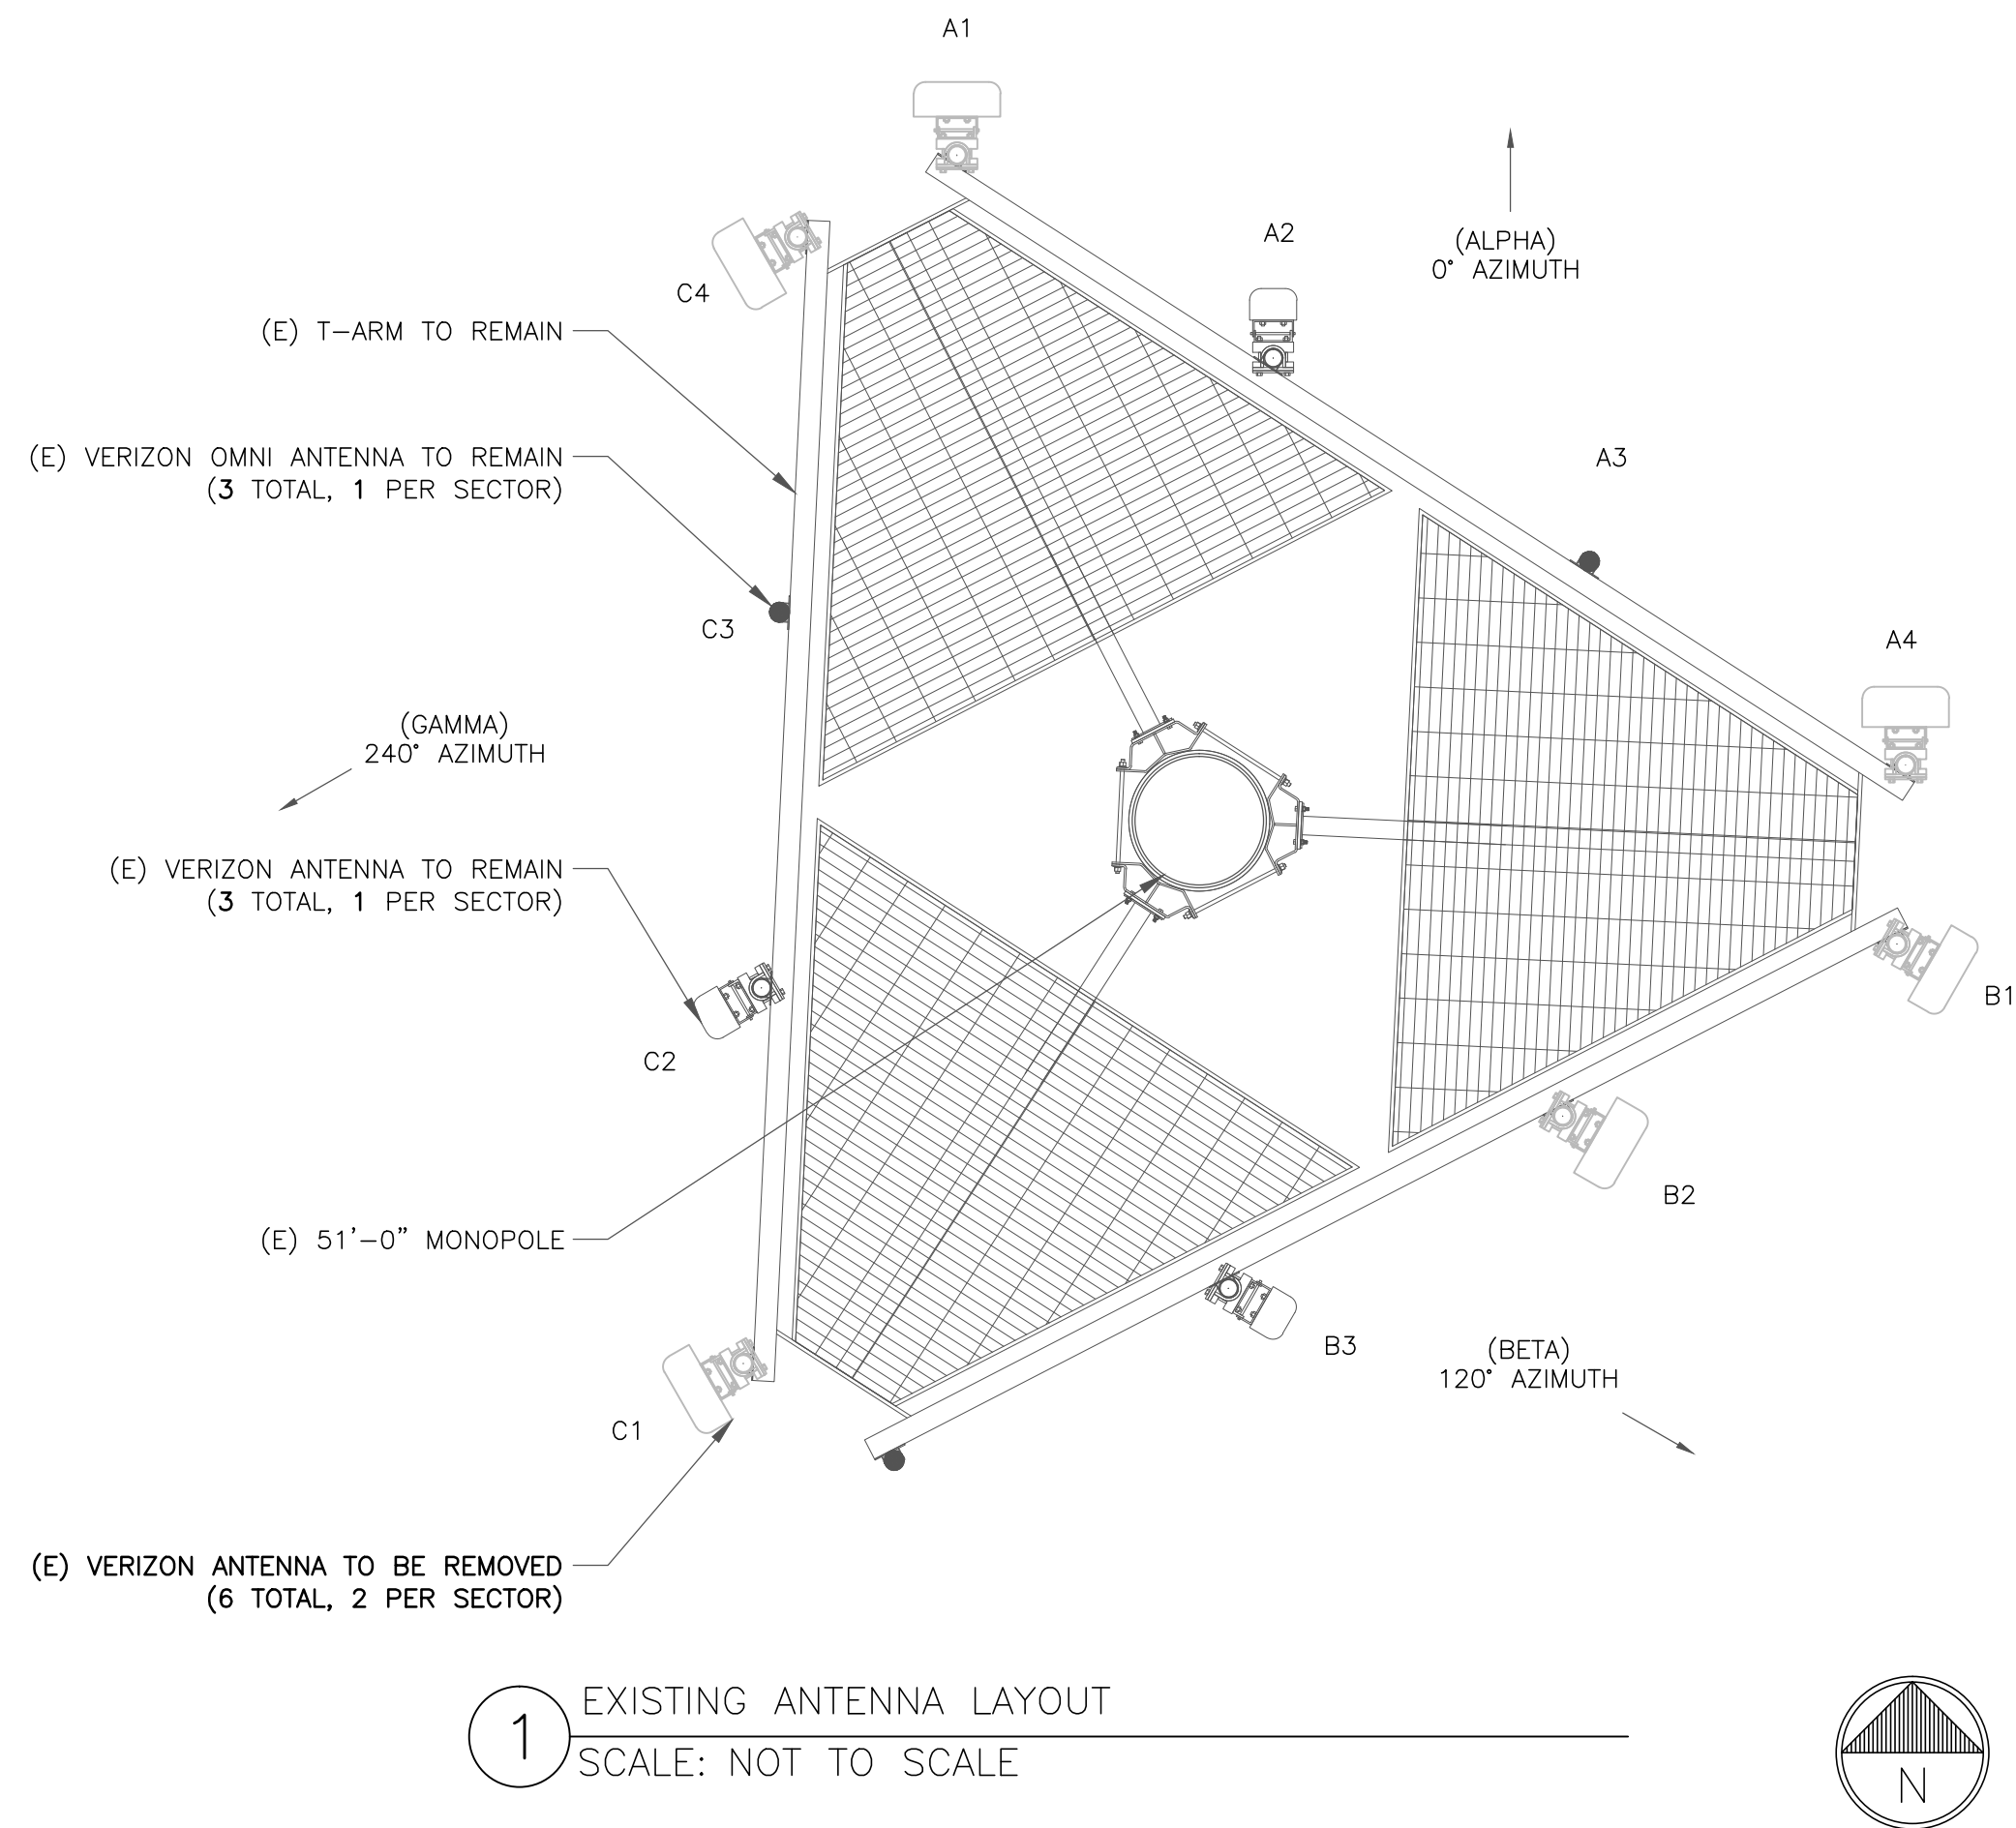 A1
A2
(ALPHA)
0° AZIMUTH
C4
(E) T-ARM TO REMAIN
(E) VERIZON OMNI ANTENNA TO REMAIN
(3 TOTAL, 1 PER SECTOR)
A3
C3
A4
(GAMMA)
240° AZIMUTH
(E) VERIZON ANTENNA TO REMAIN
(3 TOTAL, 1 PER SECTOR)
B1
C2
B2
(E) 51'-0" MONOPOLE
B3
(BETA)
120° AZIMUTH
C1
(E) VERIZON ANTENNA TO BE REMOVED
(6 TOTAL, 2 PER SECTOR)
1
EXISTING ANTENNA LAYOUT
SCALE: NOT TO SCALE
N